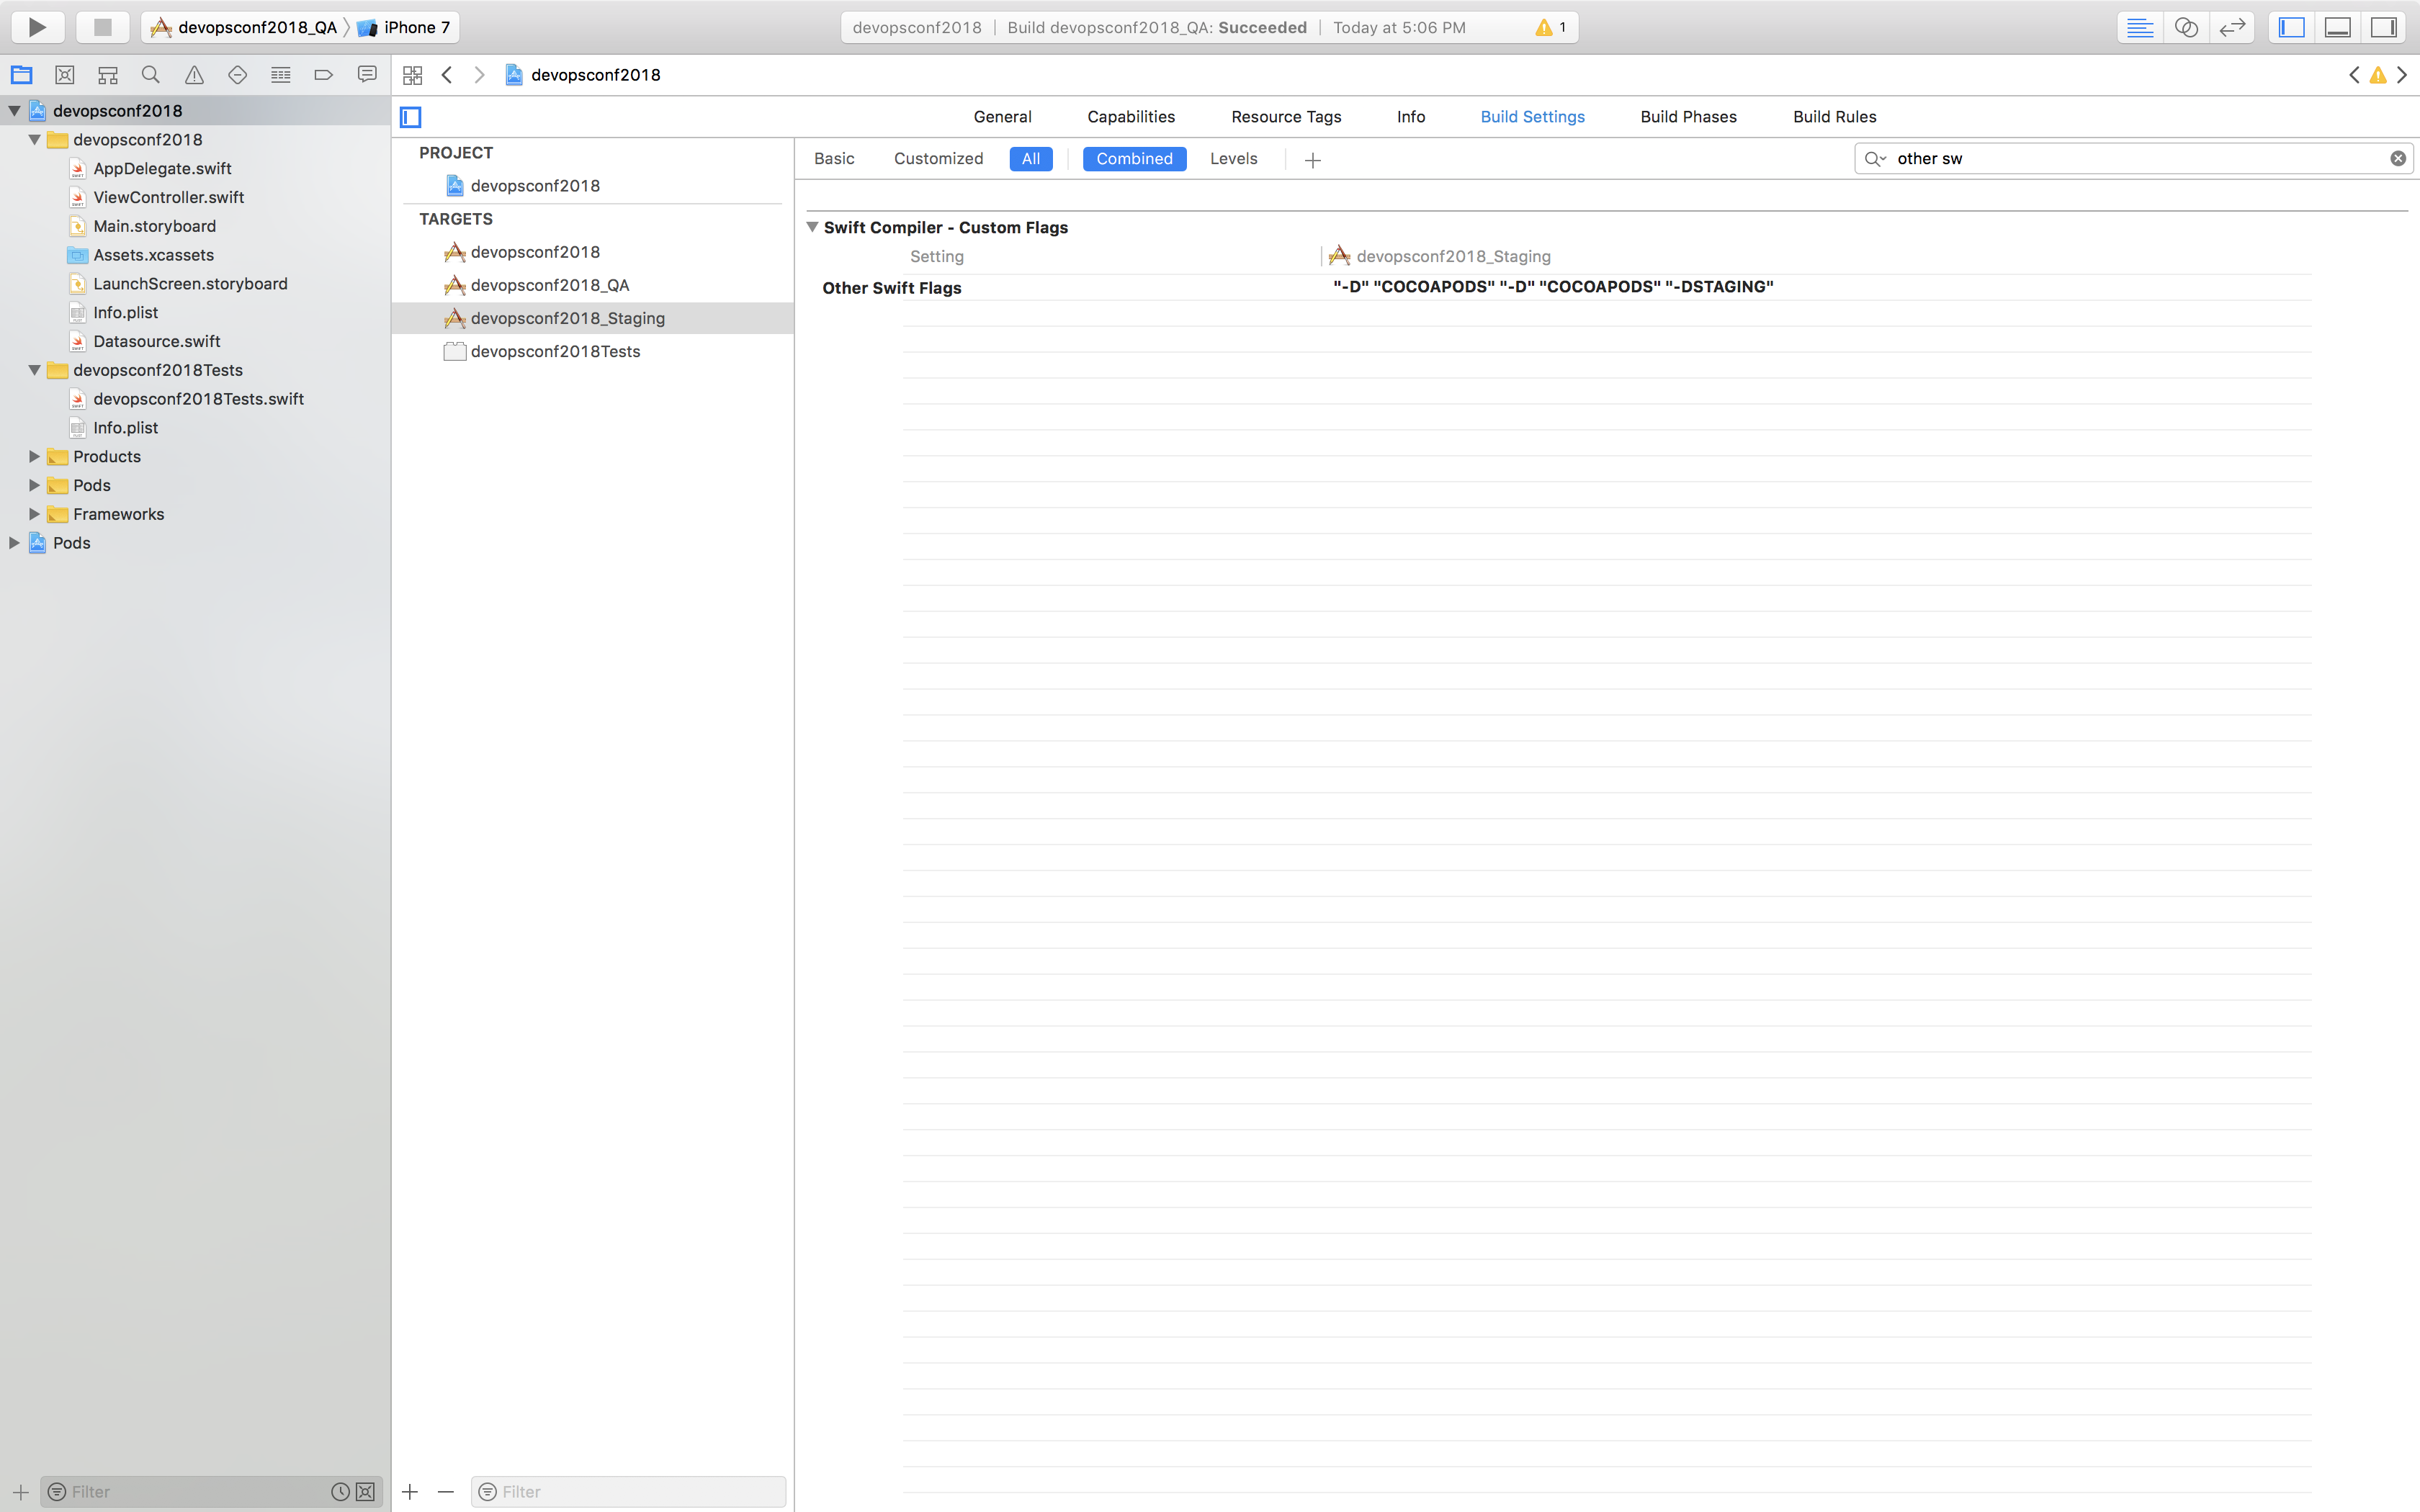 devopsconf2018_QA iPhone 7
devopsconf2018 Build devopsconf2018_QA: Succeeded Today at 5:06 PM 1
devopsconf2018
devopsconf2018
devopsconf2018
AppDelegate.swift
ViewController.swift
Main.storyboard
Assets.xcassets
LaunchScreen.storyboard
Info.plist
Datasource.swift
devopsconf2018Tests
devopsconf2018Tests.swift
Info.plist
Products
Pods
Frameworks
Pods
Filter
General Capabilities Resource Tags Info Build Settings Build Phases Build Rules
PROJECT
devopsconf2018
TARGETS
devopsconf2018
devopsconf2018_QA
devopsconf2018_Staging
devopsconf2018Tests
Filter
Basic Customized All Combined Levels other sw
Swift Compiler - Custom Flags
Setting devopsconf2018_Staging
Other Swift Flags "-D" "COCOAPODS" "-D" "COCOAPODS" "-DSTAGING"